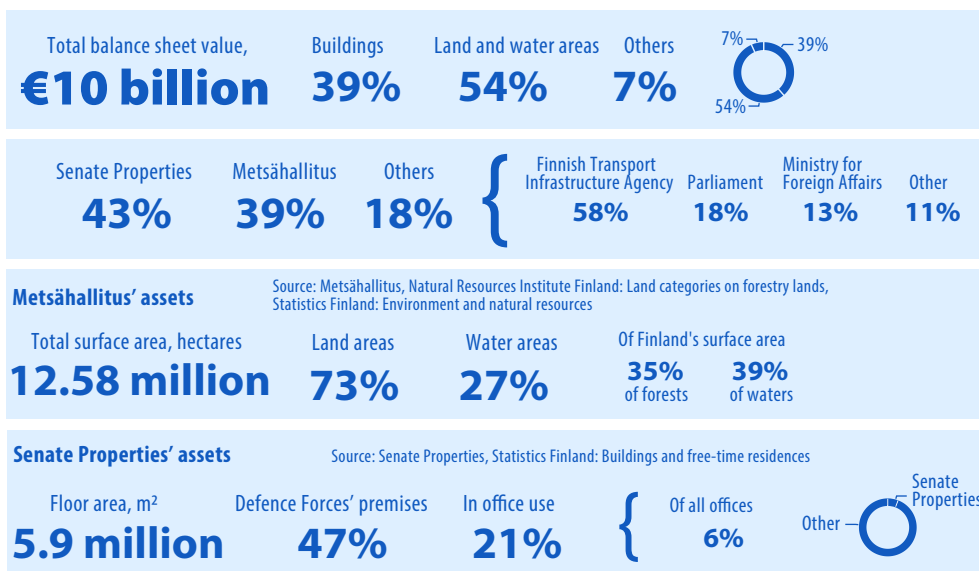 Total balance sheet value,
€10 billion
Buildings
39%
Land and water areas
54%
Others
7%
7%
39%
54%
Senate Properties
43%
Metsähallitus
39%
Others
18%
{
Finnish Transport
Infrastructure Agency
58%
Parliament
18%
Ministry for
Foreign Affairs
13%
Other
11%
Metsähallitus’ assets
Source: Metsähallitus, Natural Resources Institute Finland: Land categories on forestry lands,
Statistics Finland: Environment and natural resources
Total surface area, hectares
12.58 million
Land areas
73%
Water areas
27%
Of Finland's surface area
35%
of forests
39%
of waters
Senate Properties’ assets
Source: Senate Properties, Statistics Finland: Buildings and free-time residences
Floor area, m²
5.9 million
Defence Forces’ premises
47%
In office use
21%
{
Of all offices
6%
Other
Senate
Properties